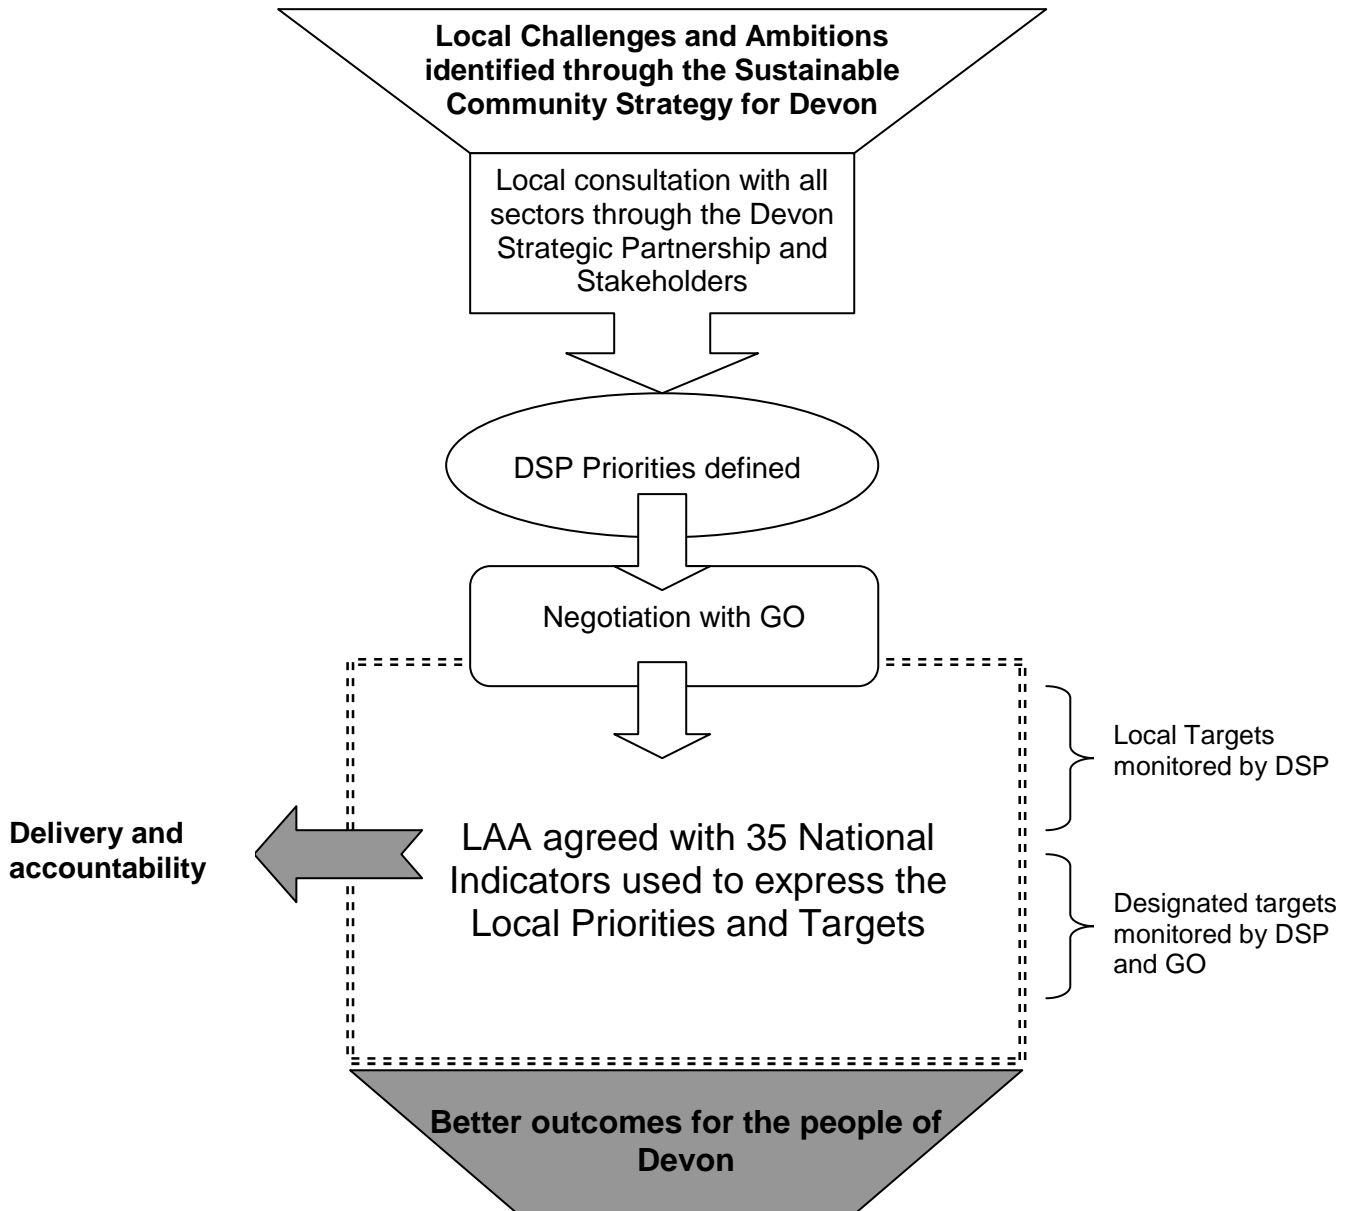 Local Challenges and Ambitions
identified through the Sustainable
Community Strategy for Devon
Local consultation with all
sectors through the Devon
Strategic Partnership and
Stakeholders
DSP Priorities defined
Negotiation with GO
Local Targets
monitored by DSP
Delivery and
accountability
LAA agreed with 35 National
Indicators used to express the
Local Priorities and Targets
Designated targets
monitored by DSP
and GO
Better outcomes for the people of
Devon